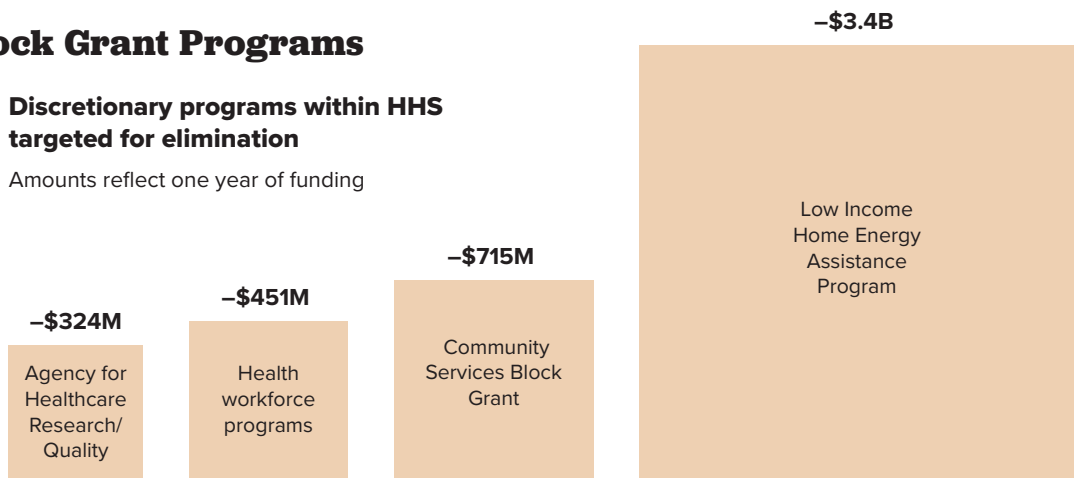 Grant Programs
Discretionary programs within HHS
targeted for elimination
Amounts reflect one year of funding
–$324M
Agency for
Healthcare
Research/
Quality
–$451M
Health
workforce
programs
–$715M
Community
Services Block
Grant
–$3.4B
Low Income
Home Energy
Assistance
Program